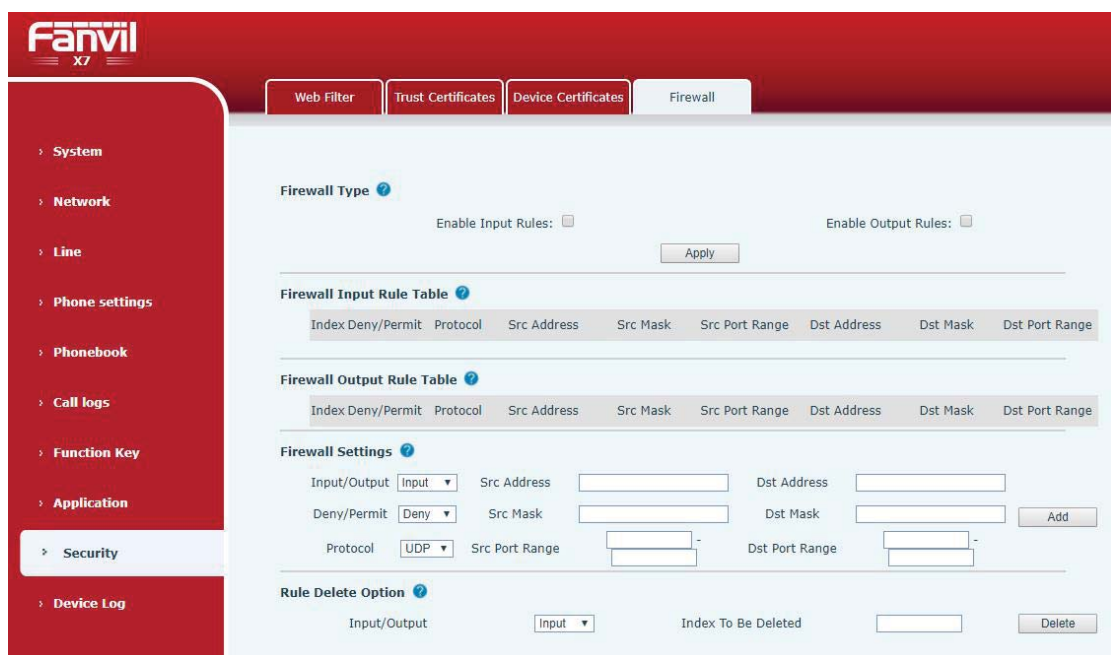 Fanvil
X7
Web Filter Trust Certificates Device Certificates Firewall
› System
› Network
› Line
› Phone settings
› Phonebook
› Call logs
› Function Key
› Application
› Security
› Device Log
Firewall Type ?
Enable Input Rules: Enable Output Rules:
Apply
Firewall Input Rule Table ?
Index Deny/Permit Protocol Src Address Src Mask Src Port Range Dst Address Dst Mask Dst Port Range
Firewall Output Rule Table ?
Index Deny/Permit Protocol Src Address Src Mask Src Port Range Dst Address Dst Mask Dst Port Range
Firewall Settings ?
Input/Output Input Src Address Dst Address
Deny/Permit Deny Src Mask Dst Mask Add
Protocol UDP Src Port Range - Dst Port Range -
Rule Delete Option ?
Input/Output Input Index To Be Deleted Delete